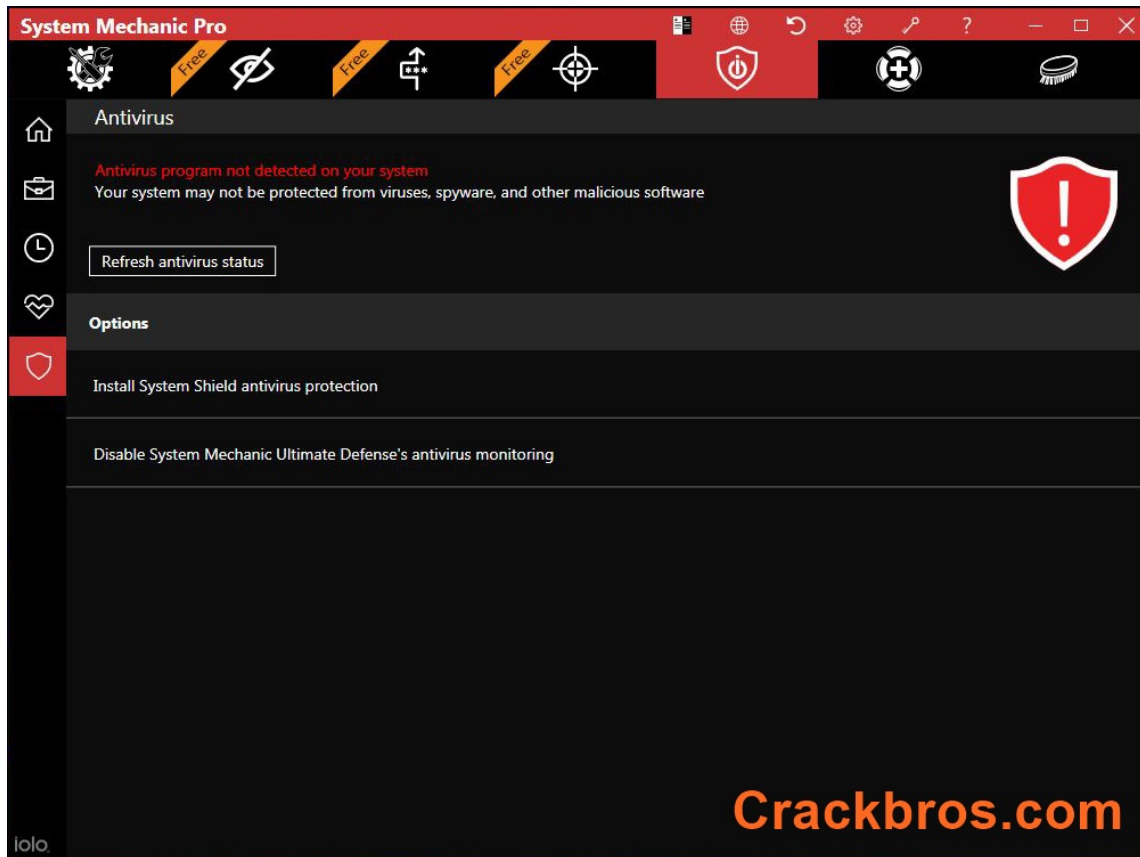 System Mechanic Pro
?
Free
Free
Free
Antivirus
Antivirus program not detected on your system
Your system may not be protected from viruses, spyware, and other malicious software
Refresh antivirus status
Options
Install System Shield antivirus protection
Disable System Mechanic Ultimate Defense's antivirus monitoring
Crackbros.com
iolo